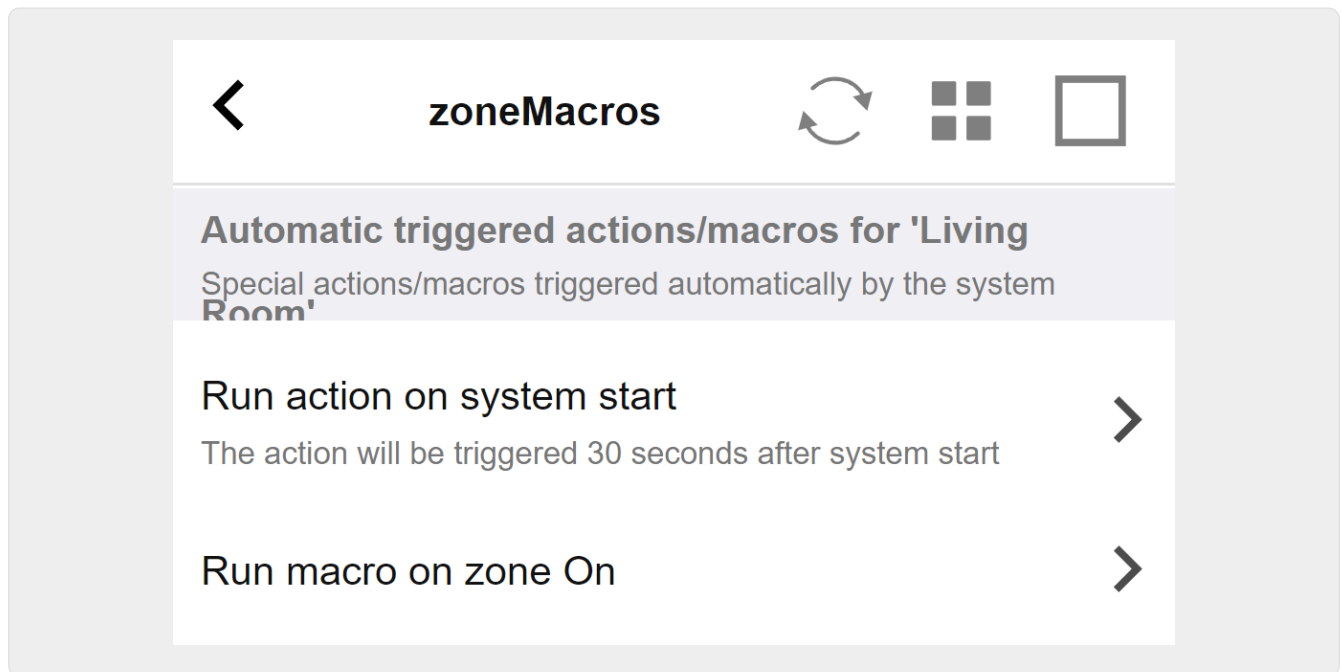 zoneMacros
Automatic triggered actions/macros for 'Living
Special actions/macros triggered automatically by the system
Room'
Run action on system start
The action will be triggered 30 seconds after system start
Run macro on zone On